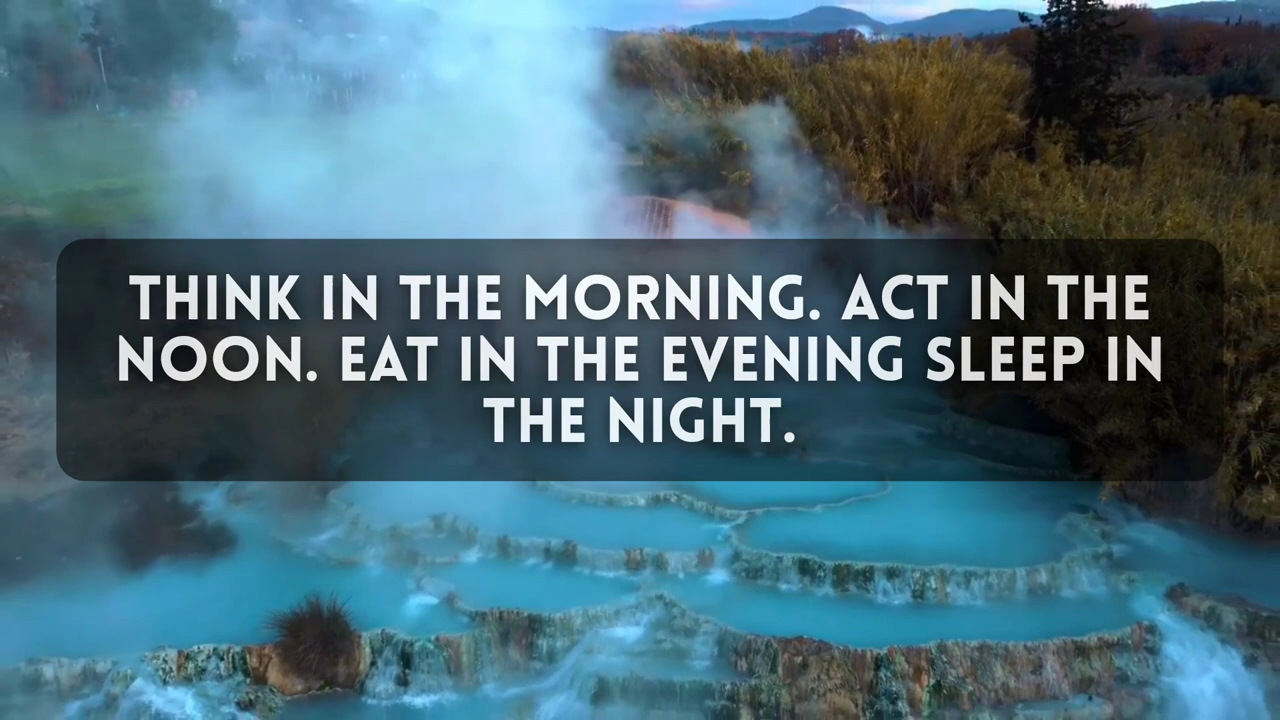 THINK IN THE MORNING. ACT IN THE
NOON. EAT IN THE EVENING SLEEP IN
THE NIGHT.